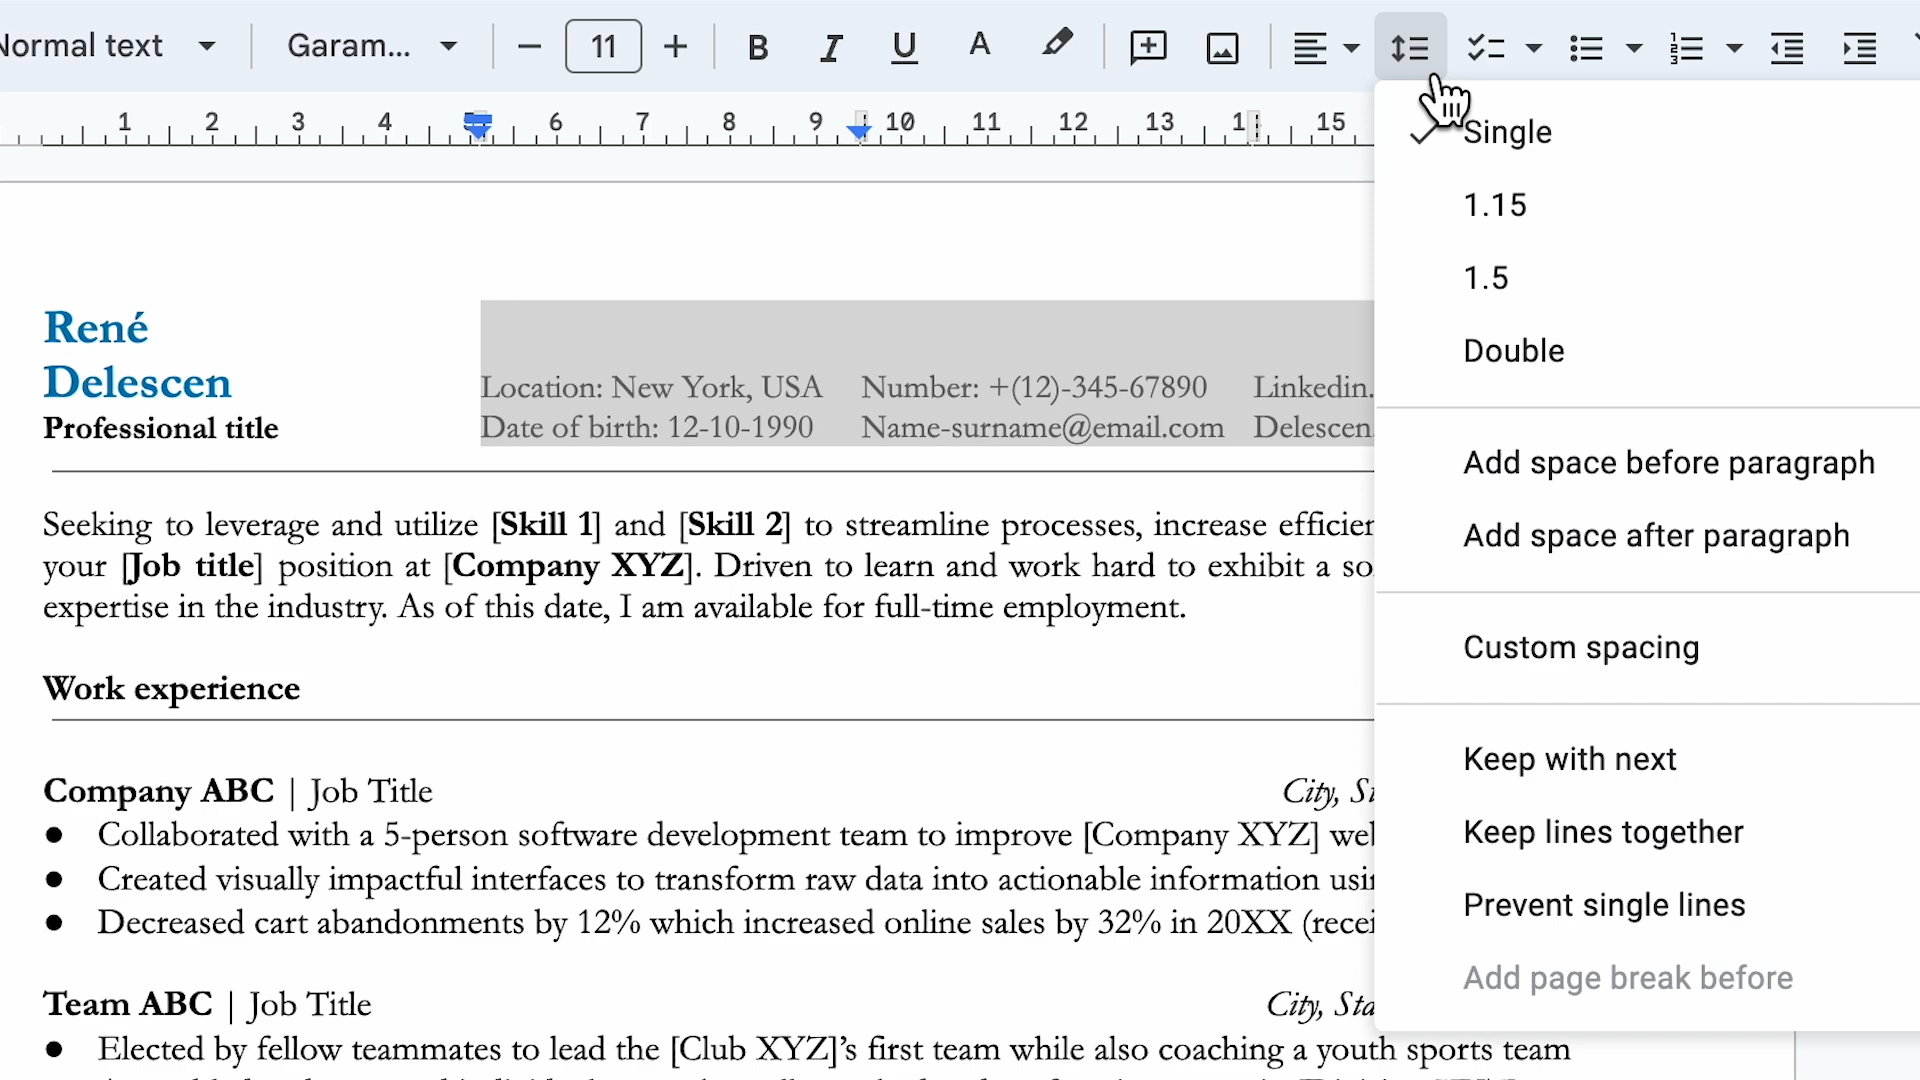 Normal text Garam... − 11 + B I U A
1 2 3 4 5 6 7 8 9 10 11 12 13 1 15
Single
1.15
1.5
Double
Add space before paragraph
Add space after paragraph
Custom spacing
Keep with next
Keep lines together
Prevent single lines
Add page break before
René
Delescen
Professional title
Location: New York, USA Number: +(12)-345-67890 Linkedin.
Date of birth: 12-10-1990 Name-surname@email.com Delescen.
Seeking to leverage and utilize [Skill 1] and [Skill 2] to streamline processes, increase efficien
your [Job title] position at [Company XYZ]. Driven to learn and work hard to exhibit a so
expertise in the industry. As of this date, I am available for full-time employment.
Work experience
Company ABC | Job Title City, St
● Collaborated with a 5-person software development team to improve [Company XYZ] we
● Created visually impactful interfaces to transform raw data into actionable information usin
● Decreased cart abandonments by 12% which increased online sales by 32% in 20XX (recei
Team ABC | Job Title City, Sta
● Elected by fellow teammates to lead the [Club XYZ]'s first team while also coaching a youth sports team